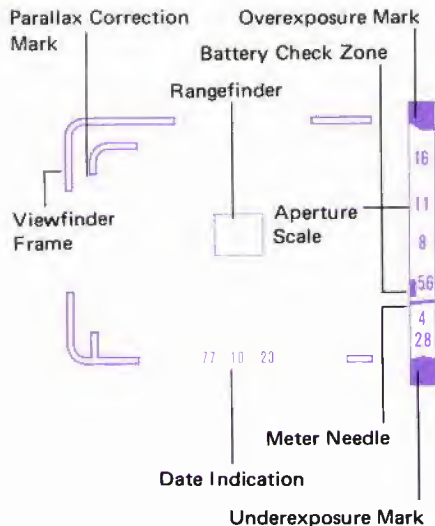 Parallax Correction
Mark
Overexposure Mark
Battery Check Zone
Rangefinder
16
11
Viewfinder
Frame
Aperture
Scale
8
5.6
4
2.8
77 10 23
Meter Needle
Date Indication
Underexposure Mark